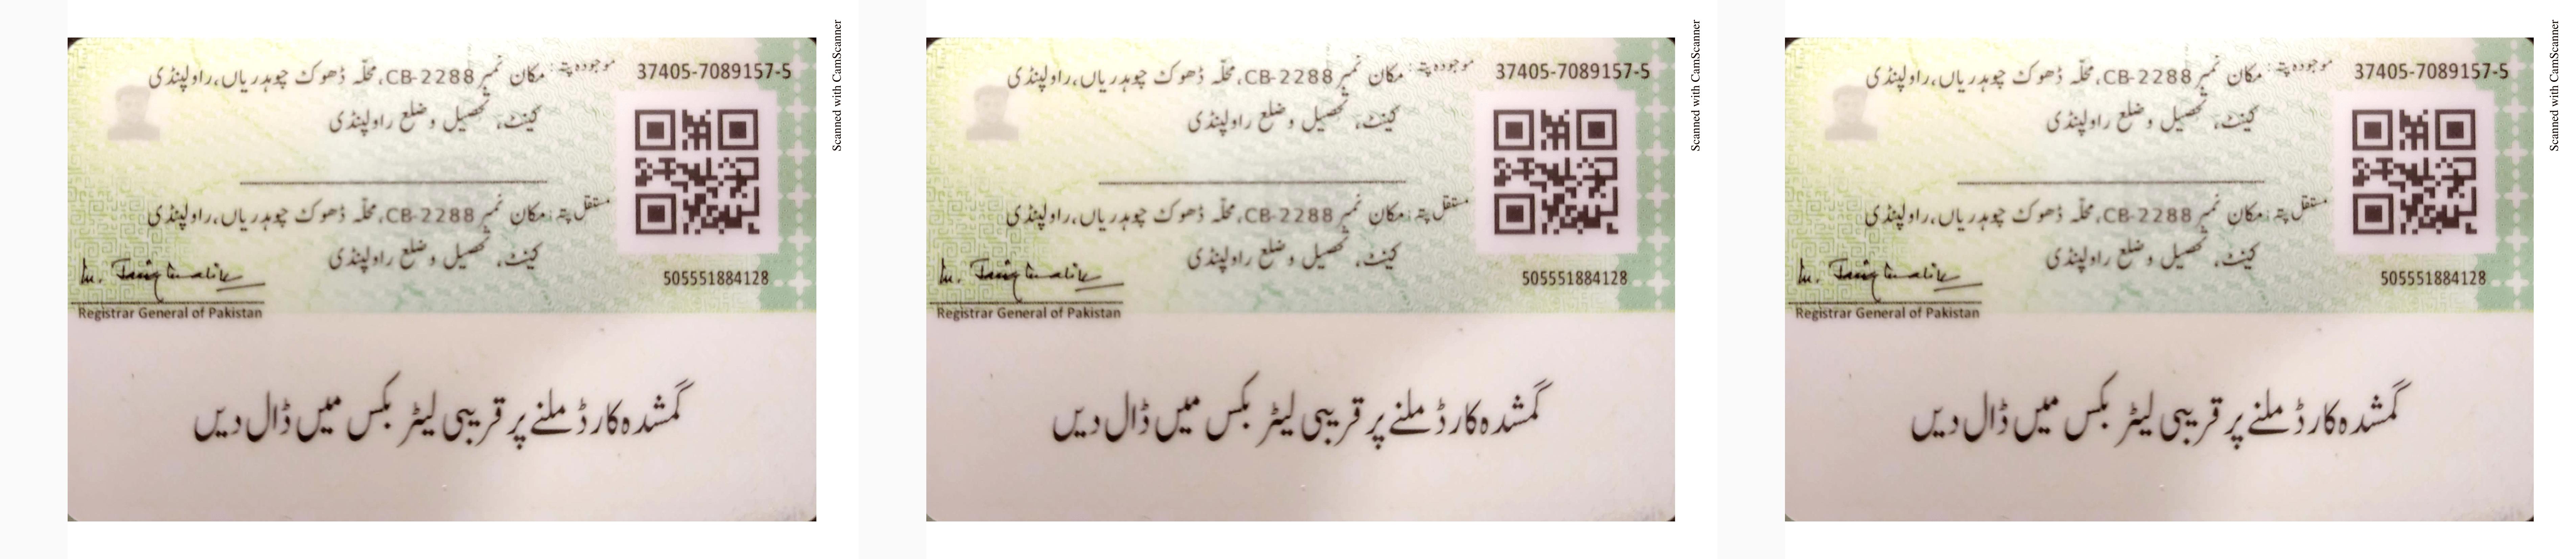 موجودہ پتہ: مکان نمبر CB-2288، محلّہ ڈھوک چوہدریاں، راولپنڈی
37405-7089157-5
کینٹ، تحصیل و ضلع راولپنڈی
مستقل پتہ: مکان نمبر CB-2288، محلّہ ڈھوک چوہدریاں، راولپنڈی
کینٹ، تحصیل و ضلع راولپنڈی
505551884128
Registrar General of Pakistan
گمشدہ کارڈ ملنے پر قریبی لیٹر بکس میں ڈال دیں
Scanned with CamScanner
موجودہ پتہ: مکان نمبر CB-2288، محلّہ ڈھوک چوہدریاں، راولپنڈی
37405-7089157-5
کینٹ، تحصیل و ضلع راولپنڈی
مستقل پتہ: مکان نمبر CB-2288، محلّہ ڈھوک چوہدریاں، راولپنڈی
کینٹ، تحصیل و ضلع راولپنڈی
505551884128
Registrar General of Pakistan
گمشدہ کارڈ ملنے پر قریبی لیٹر بکس میں ڈال دیں
Scanned with CamScanner
موجودہ پتہ: مکان نمبر CB-2288، محلّہ ڈھوک چوہدریاں، راولپنڈی
37405-7089157-5
کینٹ، تحصیل و ضلع راولپنڈی
مستقل پتہ: مکان نمبر CB-2288، محلّہ ڈھوک چوہدریاں، راولپنڈی
کینٹ، تحصیل و ضلع راولپنڈی
505551884128
Registrar General of Pakistan
گمشدہ کارڈ ملنے پر قریبی لیٹر بکس میں ڈال دیں
Scanned with CamScanner